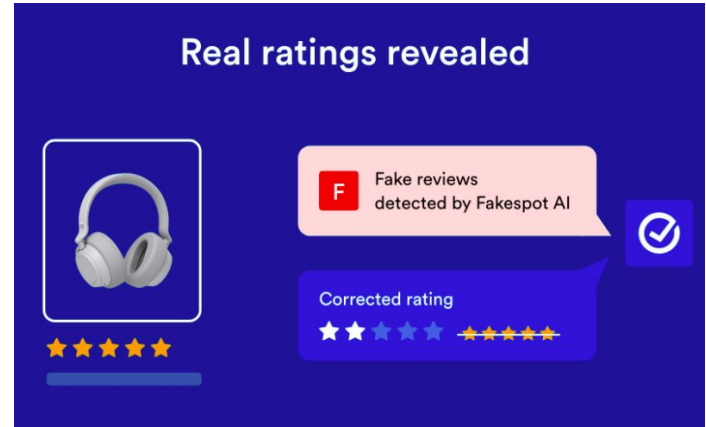 Real ratings revealed
F
Fake reviews
detected by Fakespot AI
Corrected rating